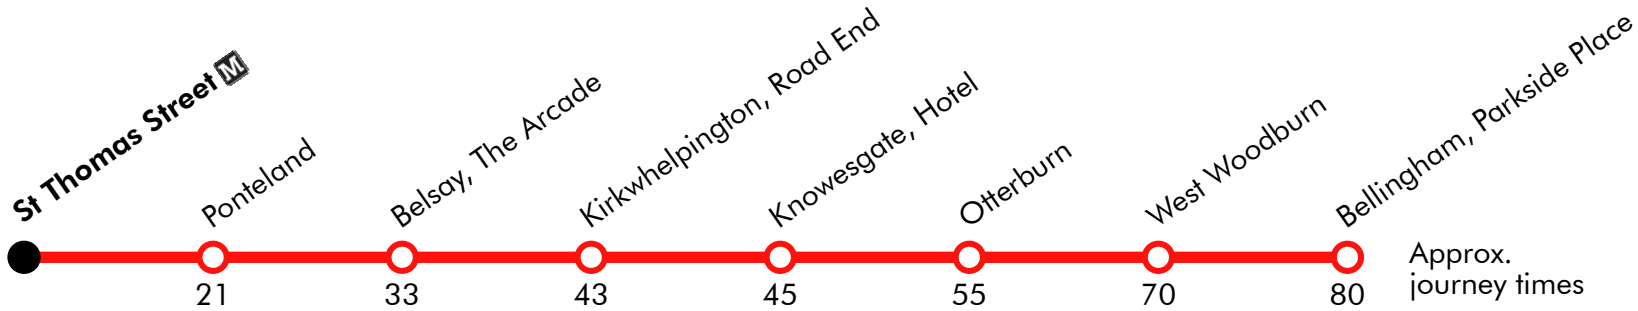 St Thomas Street M
Ponteland
Belsay, The Arcade
Kirkwhelpington, Road End
Knowesgate, Hotel
Otterburn
West Woodburn
Bellingham, Parkside Place
21
33
43
45
55
70
80
Approx.
journey times